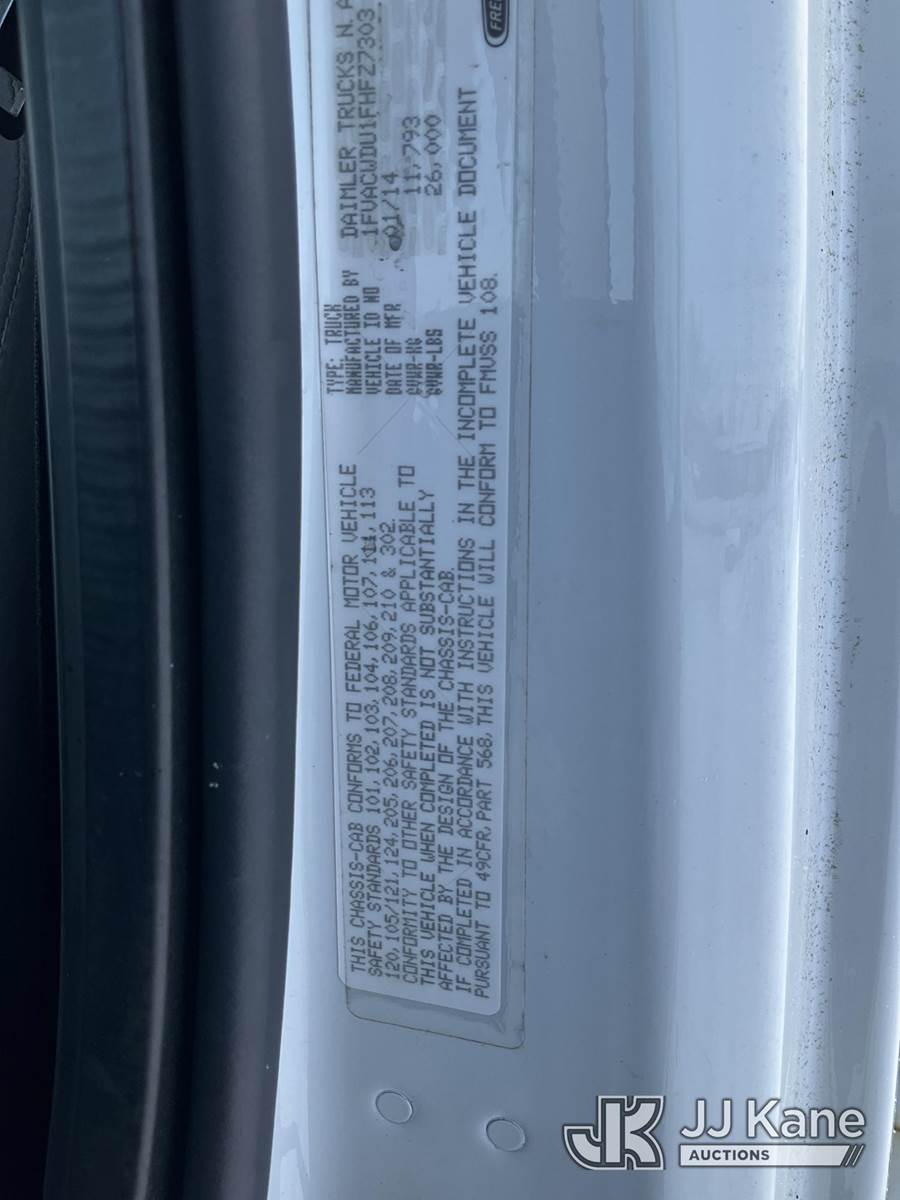 THIS CHASSIS-CAB CONFORMS TO FEDERAL MOTOR VEHICLE
SAFETY STANDARDS 101, 102, 103, 104, 106, 107, 111, 113
120, 105/121, 124, 205, 206, 207, 208, 209, 210 & 302.
CONFORMITY TO OTHER SAFETY STANDARDS APPLICABLE TO
THIS VEHICLE WHEN COMPLETED IS NOT SUBSTANTIALLY
AFFECTED BY THE DESIGN OF THE CHASSIS-CAB.
IF COMPLETED IN ACCORDANCE WITH INSTRUCTIONS IN THE INCOMPLETE VEHICLE DOCUMENT
PURSUANT TO 49CFR, PART 568, THIS VEHICLE WILL CONFORM TO FMVSS 108.
TYPE: TRUCK
MANUFACTURED BY DAIMLER TRUCKS N.A
VEHICLE ID NO 1FVACWDU1FHFZ7303
DATE OF MFR 01/14
GVWR-KG 11,793
GVWR-LBS 26,000
FRE
JK JJ Kane
AUCTIONS